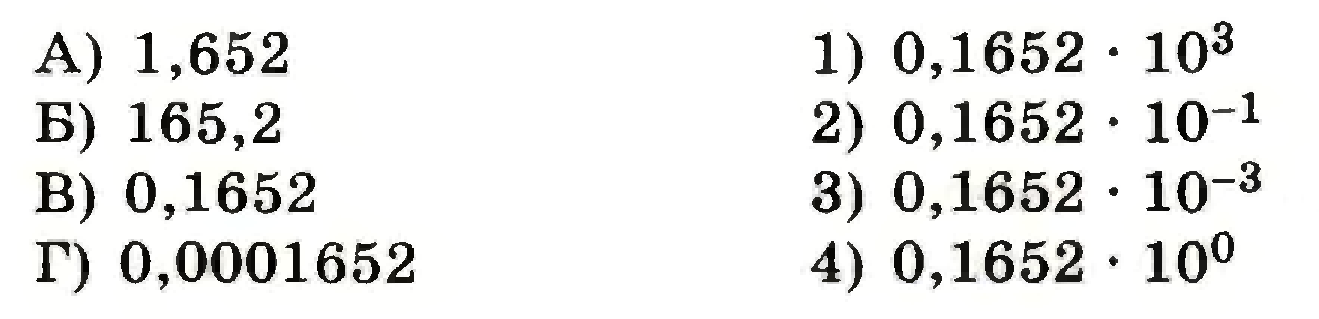 А) 1,652 1) 0,1652 · 10³
Б) 165,2 2) 0,1652 · 10⁻¹
В) 0,1652 3) 0,1652 · 10⁻³
Г) 0,0001652 4) 0,1652 · 10⁰